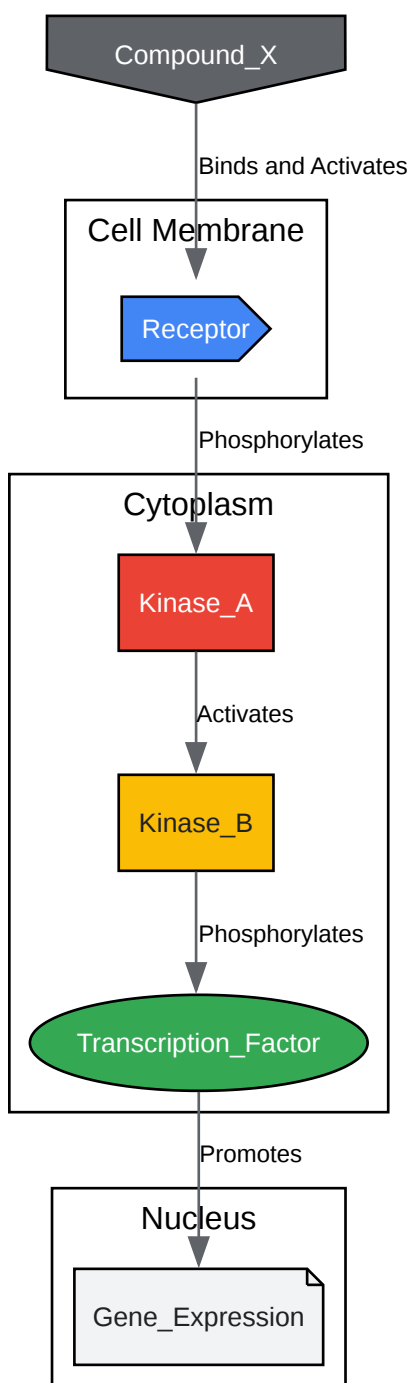 Compound_X
Binds and Activates
Cell Membrane
Receptor
Phosphorylates
Cytoplasm
Kinase_A
Activates
Kinase_B
Phosphorylates
Transcription_Factor
Promotes
Nucleus
Gene_Expression